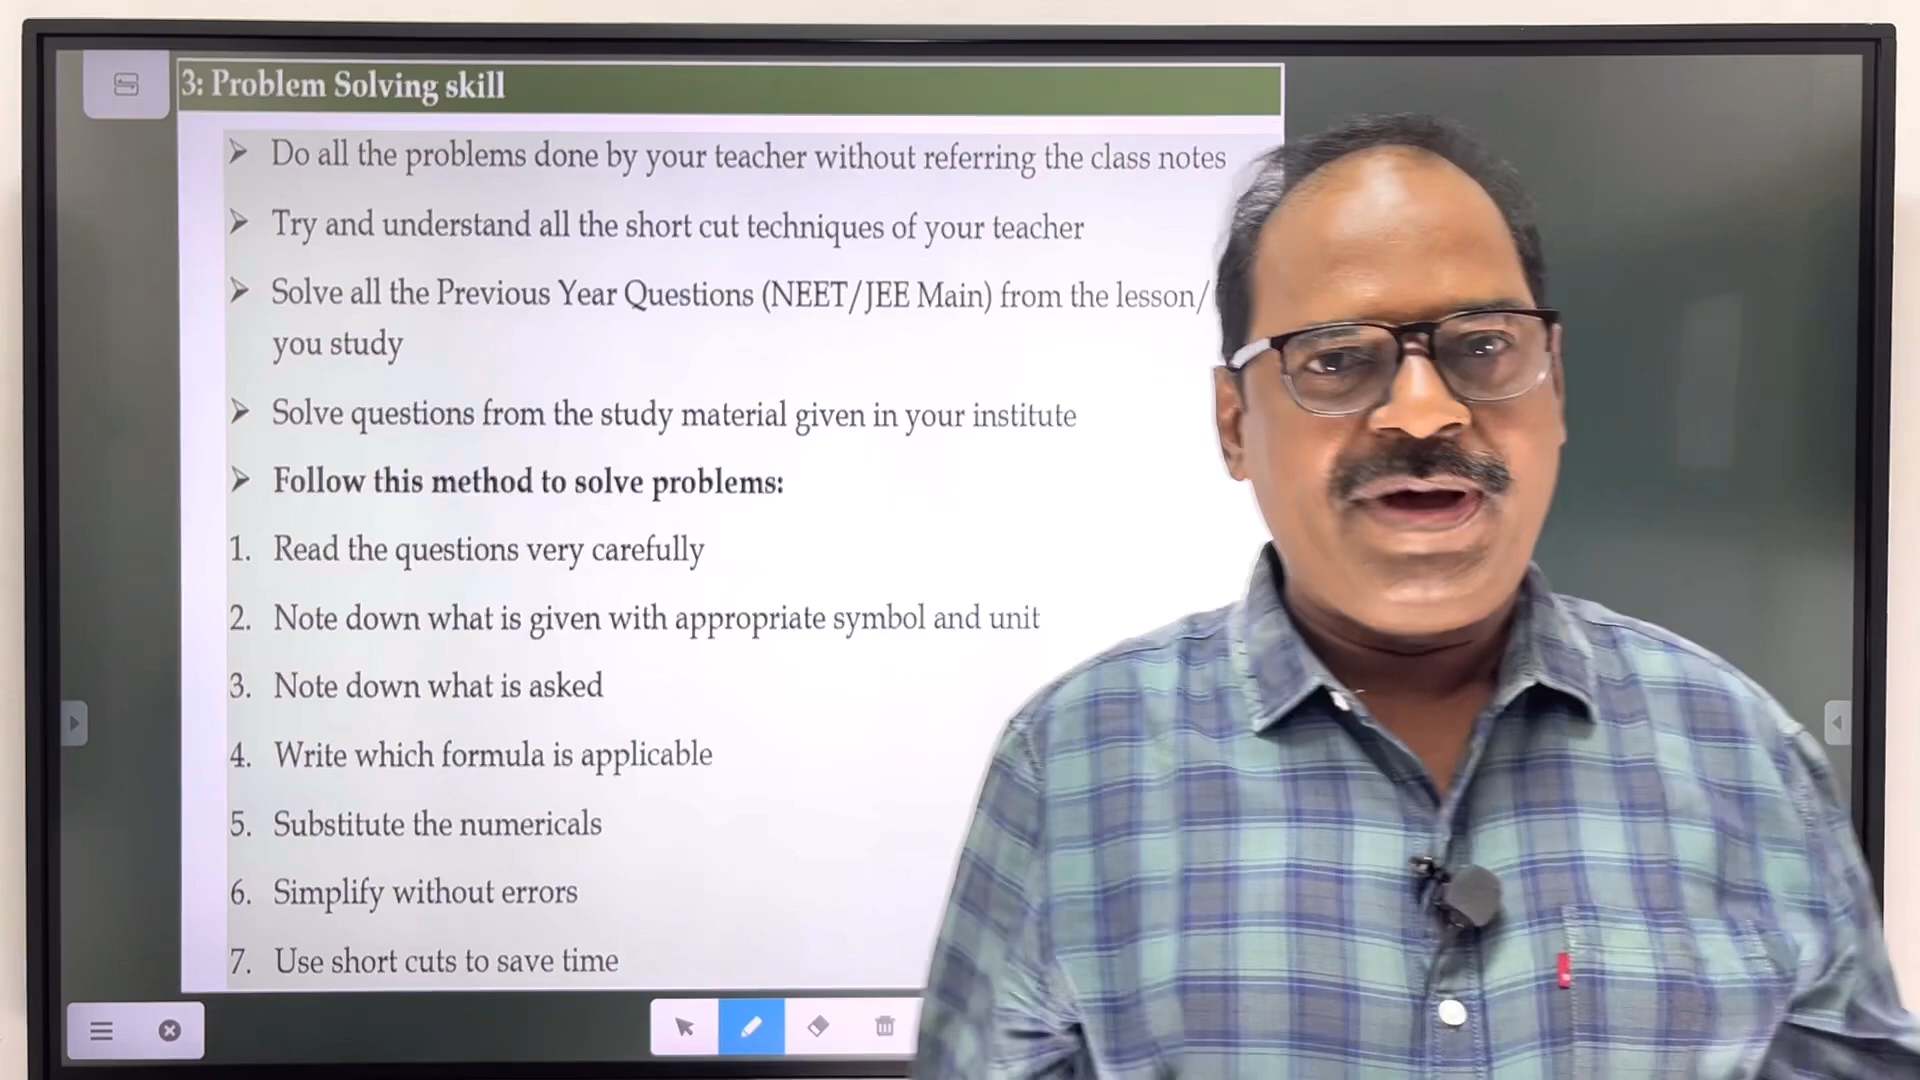 3: Problem Solving skill
Do all the problems done by your teacher without referring the class notes
Try and understand all the short cut techniques of your teacher
Solve all the Previous Year Questions (NEET/JEE Main) from the lesson/
you study
Solve questions from the study material given in your institute
Follow this method to solve problems:
1. Read the questions very carefully
2. Note down what is given with appropriate symbol and unit
3. Note down what is asked
4. Write which formula is applicable
5. Substitute the numericals
6. Simplify without errors
7. Use short cuts to save time